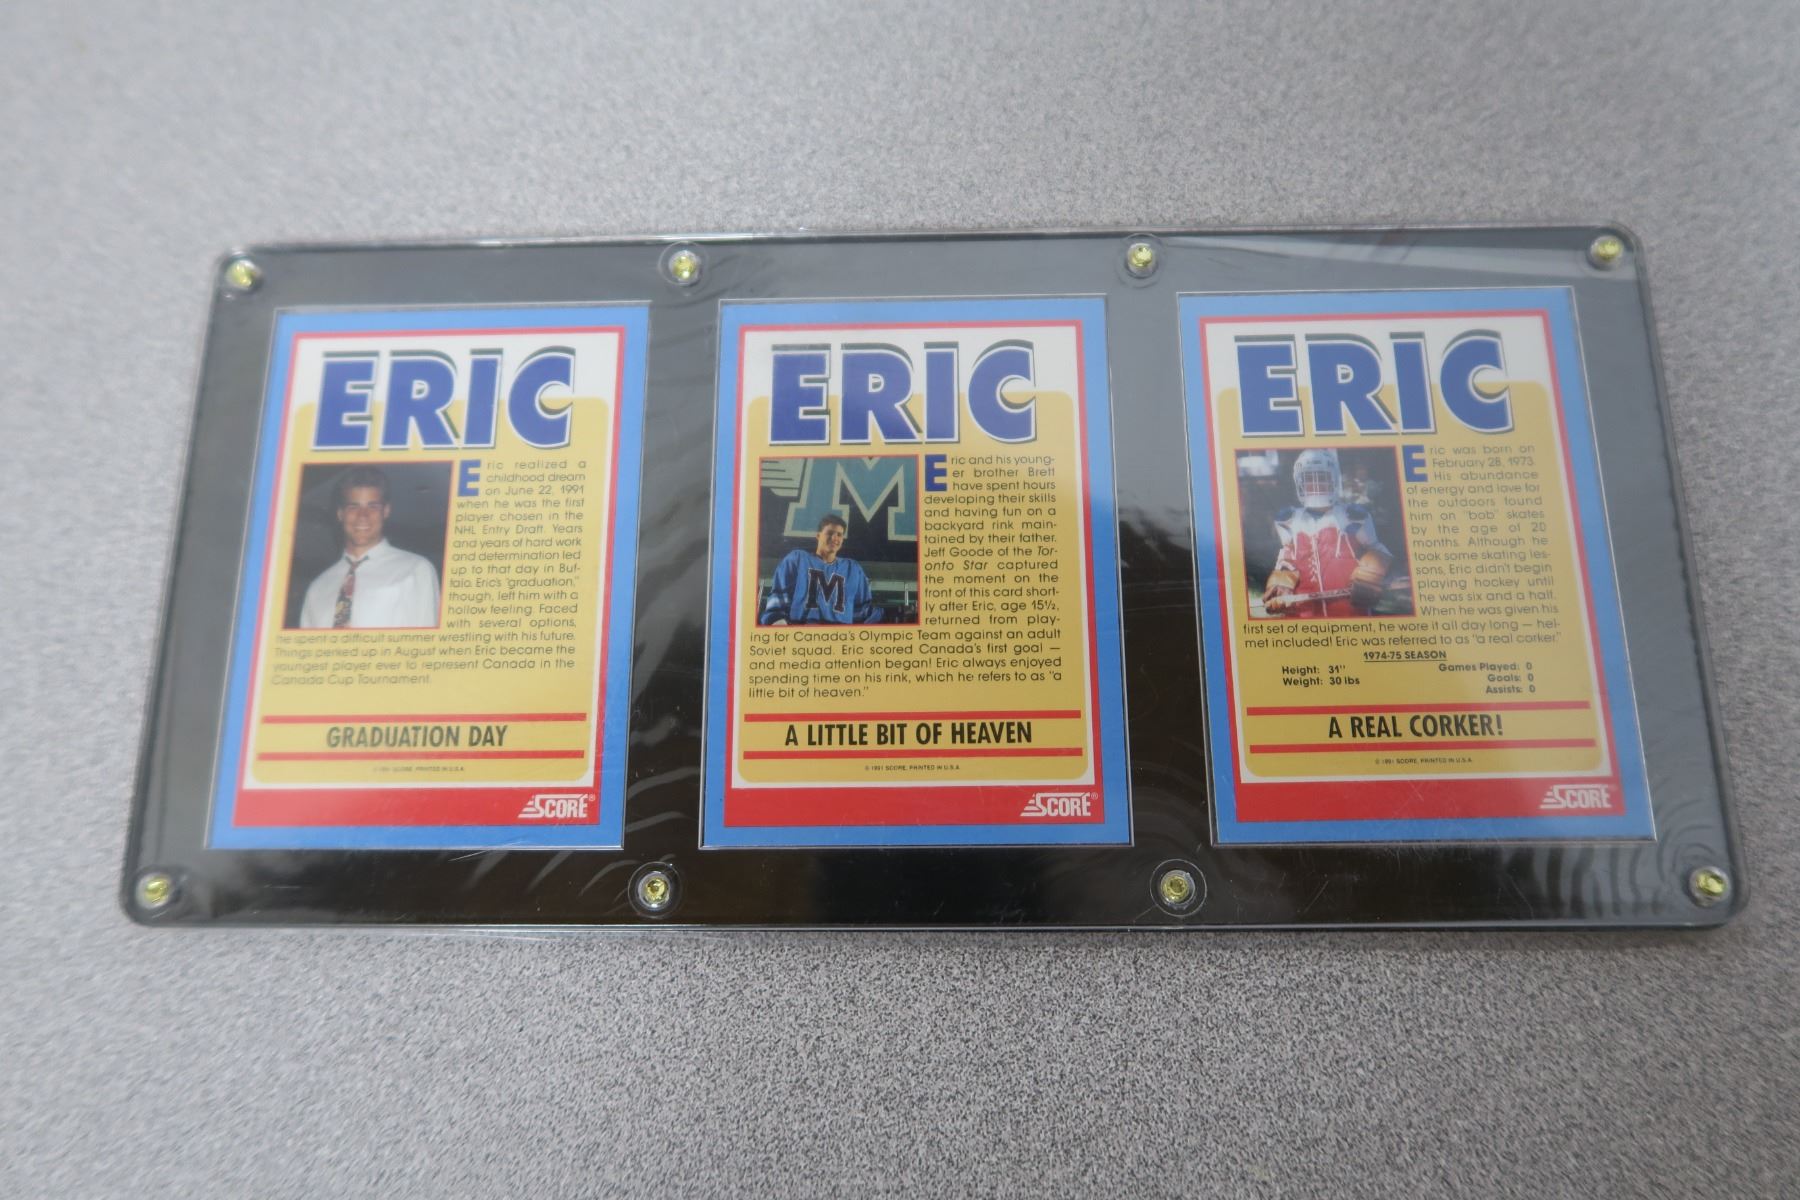 ERIC
Eric realized a
childhood dream
on June 22, 1991
when he was the first
player chosen in the
NHL Entry Draft. Years
and years of hard work
and determination led
up to that day in Buf-
falo. Eric's "graduation,"
though, left him with a
hollow feeling. Faced
with several options,
he spent a difficult summer wrestling with his future.
Things perked up in August when Eric became the
youngest player ever to represent Canada in the
Canada Cup Tournament.
GRADUATION DAY
© 1991 SCORE, PRINTED IN U.S.A.
SCORE®
ERIC
M
M
Eric and his young-
er brother Brett
have spent hours
developing their skills
and having fun on a
backyard rink main-
tained by their father.
Jeff Goode of the Tor-
onto Star captured
the moment on the
front of this card short-
ly after Eric, age 15½,
returned from play-
ing for Canada's Olympic Team against an adult
Soviet squad. Eric scored Canada's first goal —
and media attention began! Eric always enjoyed
spending time on his rink, which he refers to as "a
little bit of heaven."
A LITTLE BIT OF HEAVEN
© 1991 SCORE, PRINTED IN U.S.A.
SCORE®
ERIC
Eric was born on
February 28, 1973.
His abundance
of energy and love for
the outdoors found
him on "bob" skates
by the age of 20
months. Although he
took some skating les-
sons, Eric didn't begin
playing hockey until
he was six and a half.
When he was given his
first set of equipment, he wore it all day long — hel-
met included! Eric was referred to as "a real corker."
1974-75 SEASON
Height: 31" Games Played: 0
Weight: 30 lbs Goals: 0
Assists: 0
A REAL CORKER!
© 1991 SCORE, PRINTED IN U.S.A.
SCORE®